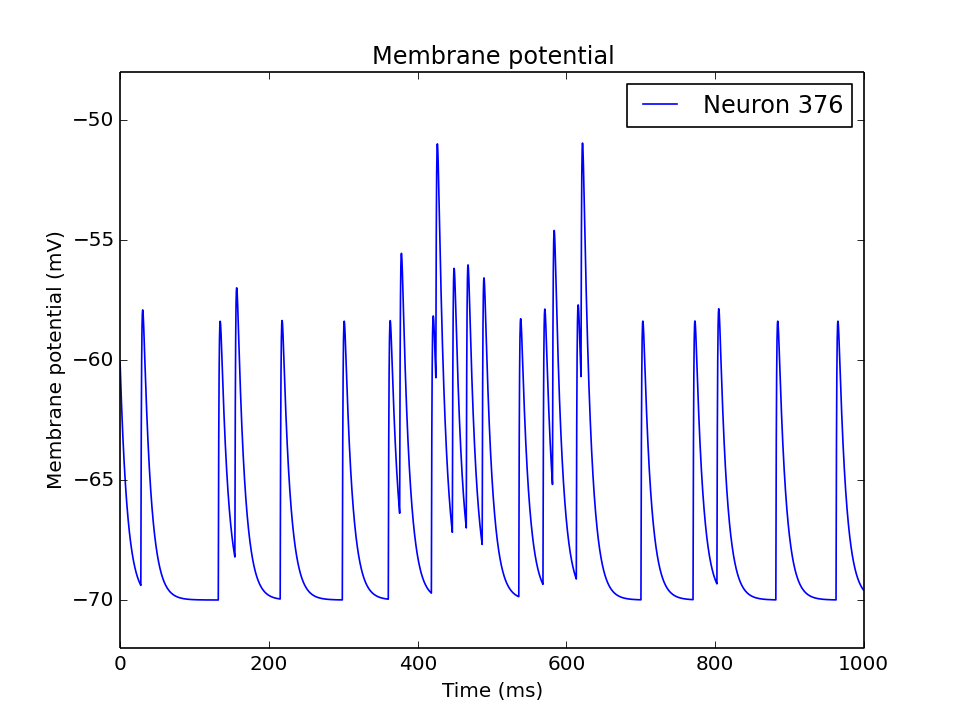 Membrane potential
Neuron 376
Membrane potential (mV)
−50
−55
−60
−65
−70
0 200 400 600 800 1000
Time (ms)